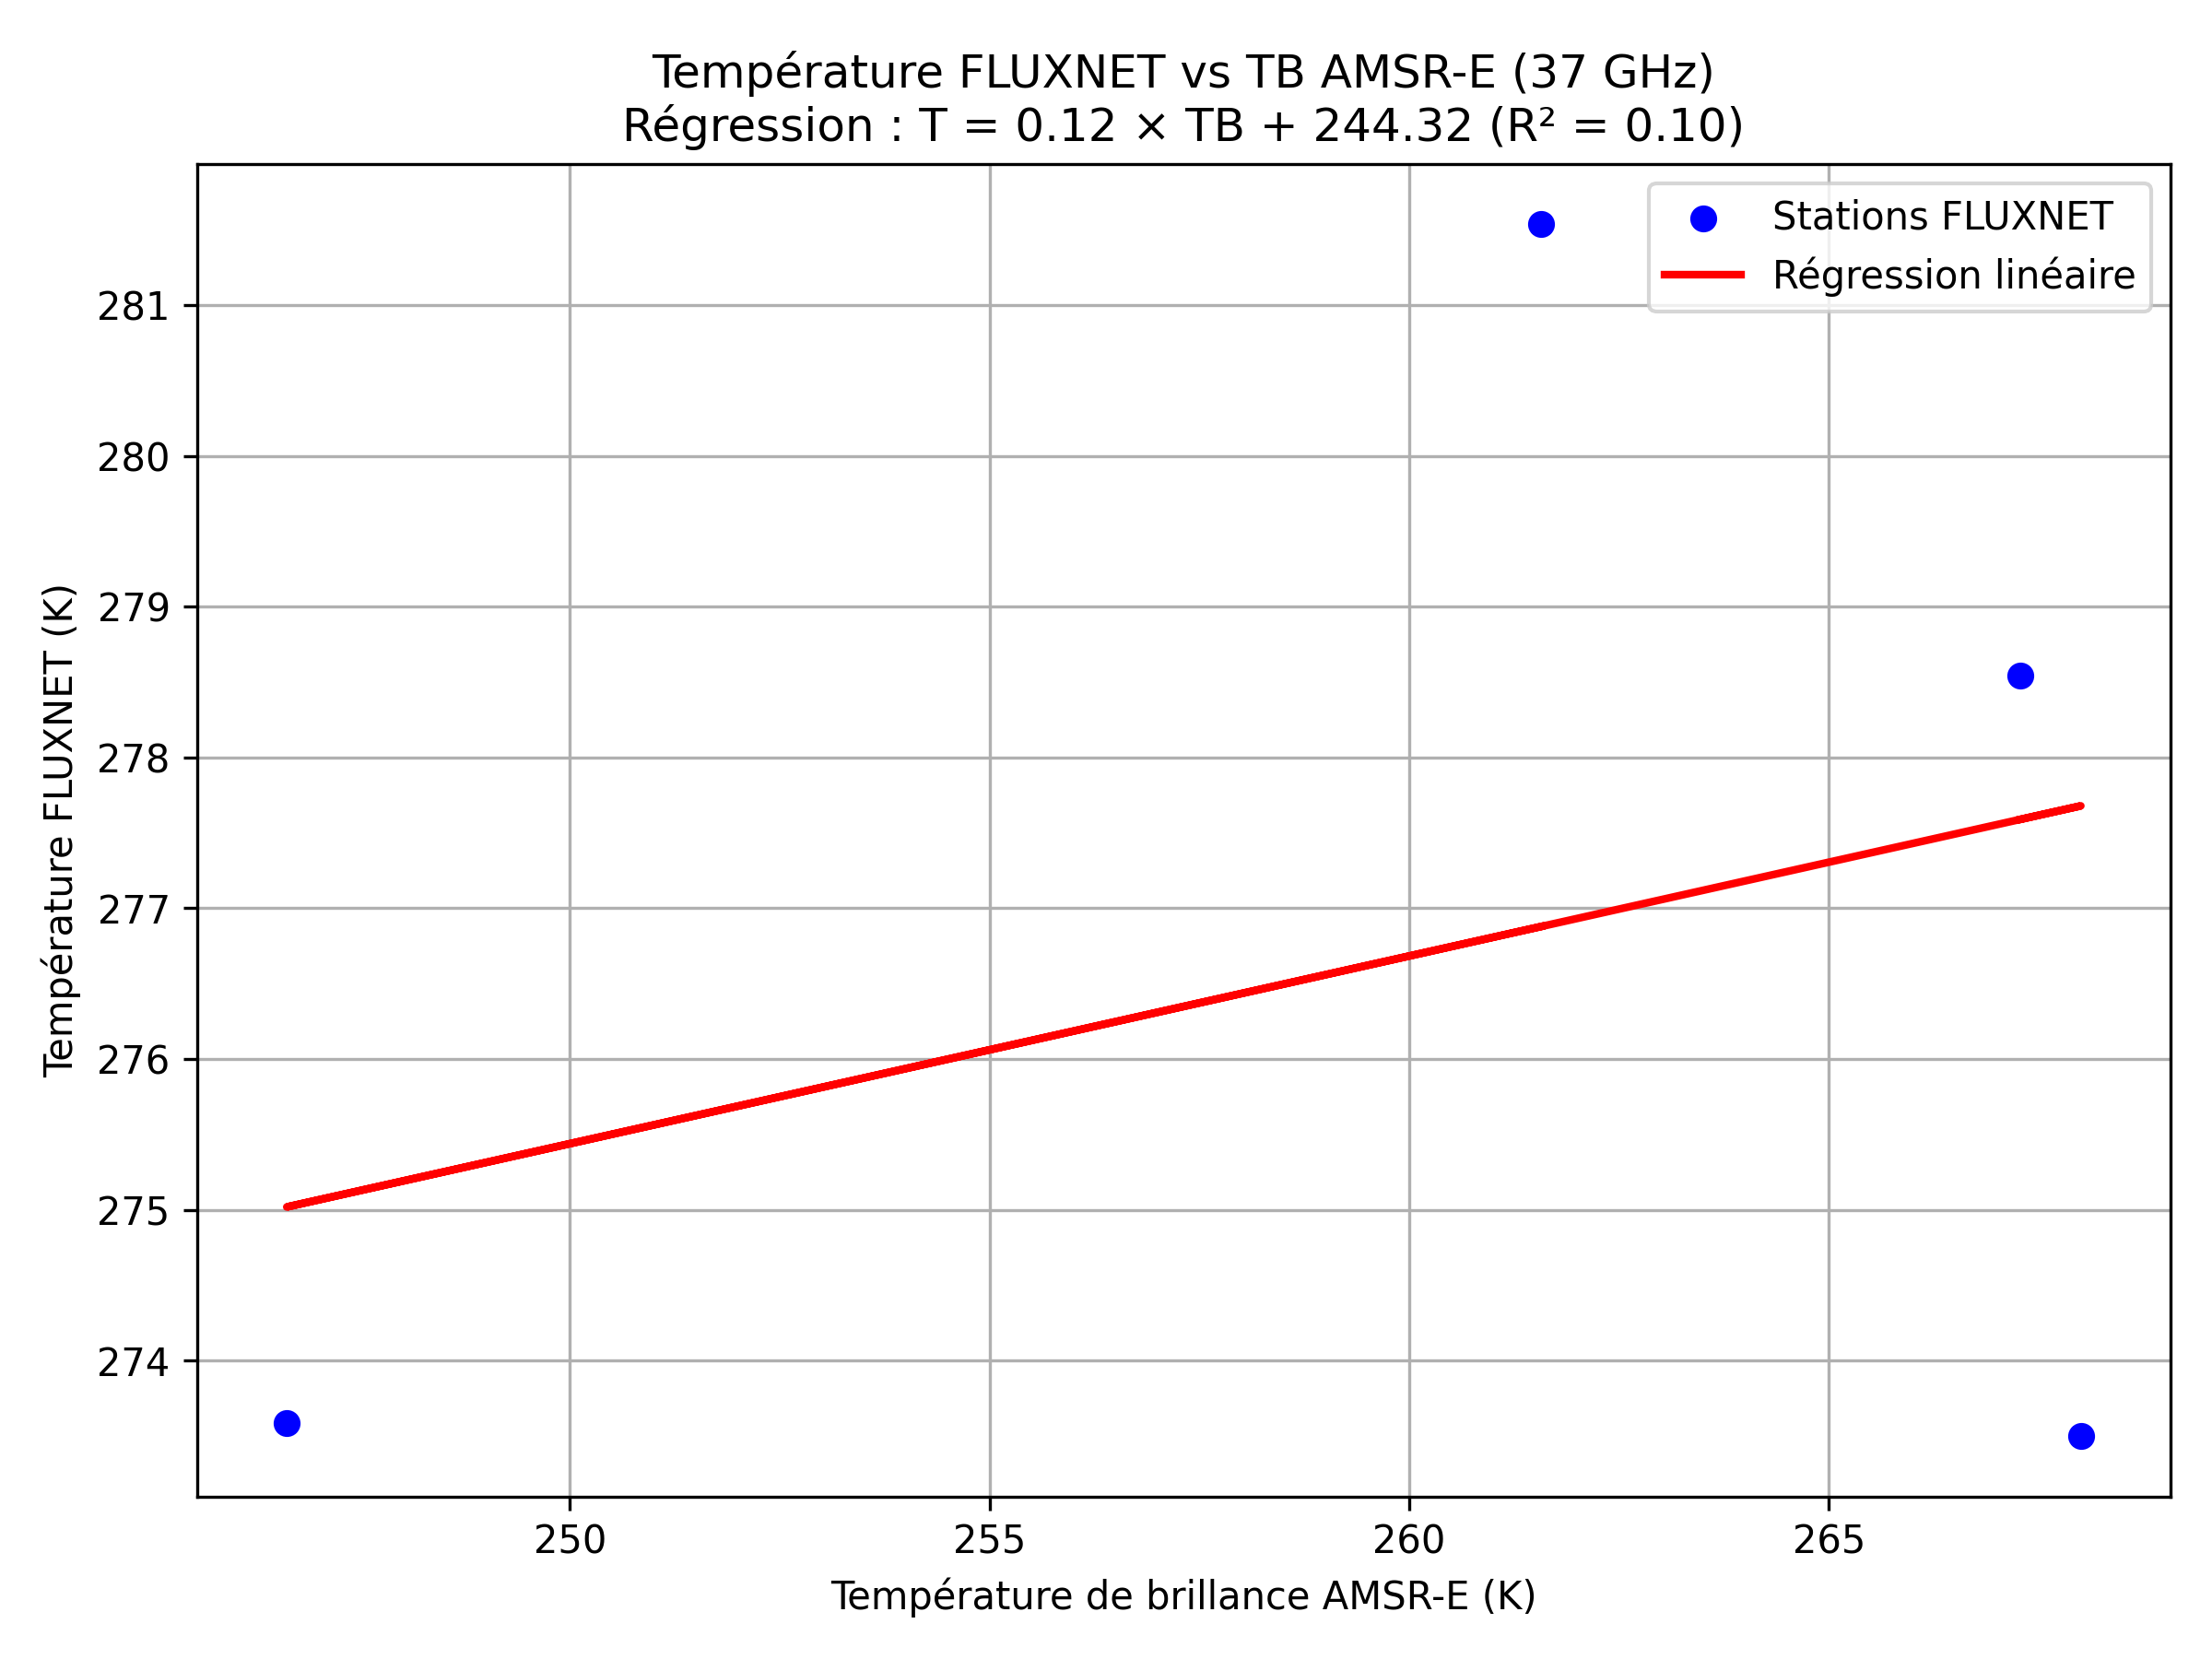 Température FLUXNET vs TB AMSR-E (37 GHz)
Régression : T = 0.12 × TB + 244.32 (R² = 0.10)
Stations FLUXNET
Régression linéaire
281
280
279
278
277
276
275
274
Température FLUXNET (K)
250 255 260 265
Température de brillance AMSR-E (K)